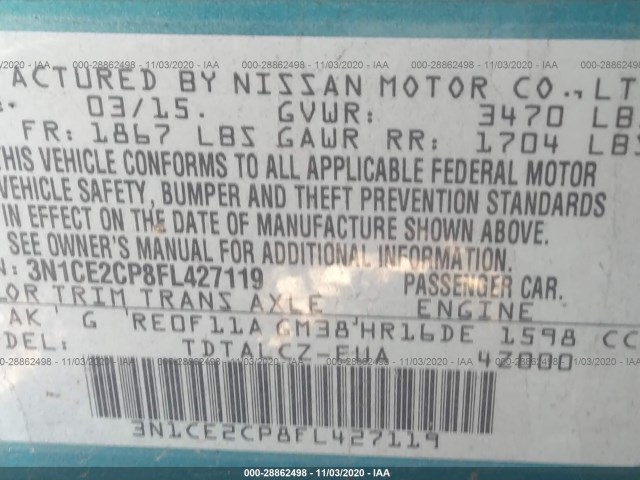 000-28862498 - 11/03/2020 - IAA
ACTURED BY NISSAN MOTOR CO., LT
03/15. GVWR: 3470 LB
FR: 1867 LBS GAWR RR: 1704 LBS
THIS VEHICLE CONFORMS TO ALL APPLICABLE FEDERAL MOTOR
VEHICLE SAFETY, BUMPER AND THEFT PREVENTION STANDARDS
IN EFFECT ON THE DATE OF MANUFACTURE SHOWN ABOVE.
SEE OWNER'S MANUAL FOR ADDITIONAL INFORMATION.
N: 3N1CE2CP8FL427119 PASSENGER CAR.
LOR TRIM TRANS AXLE ENGINE
AK G RE0F11A GM38 HR16DE 1598 CC
DEL: TDTALCZ-EUA
3N1CE2CP8FL427119
000-28862498 - 11/03/2020 - IAA